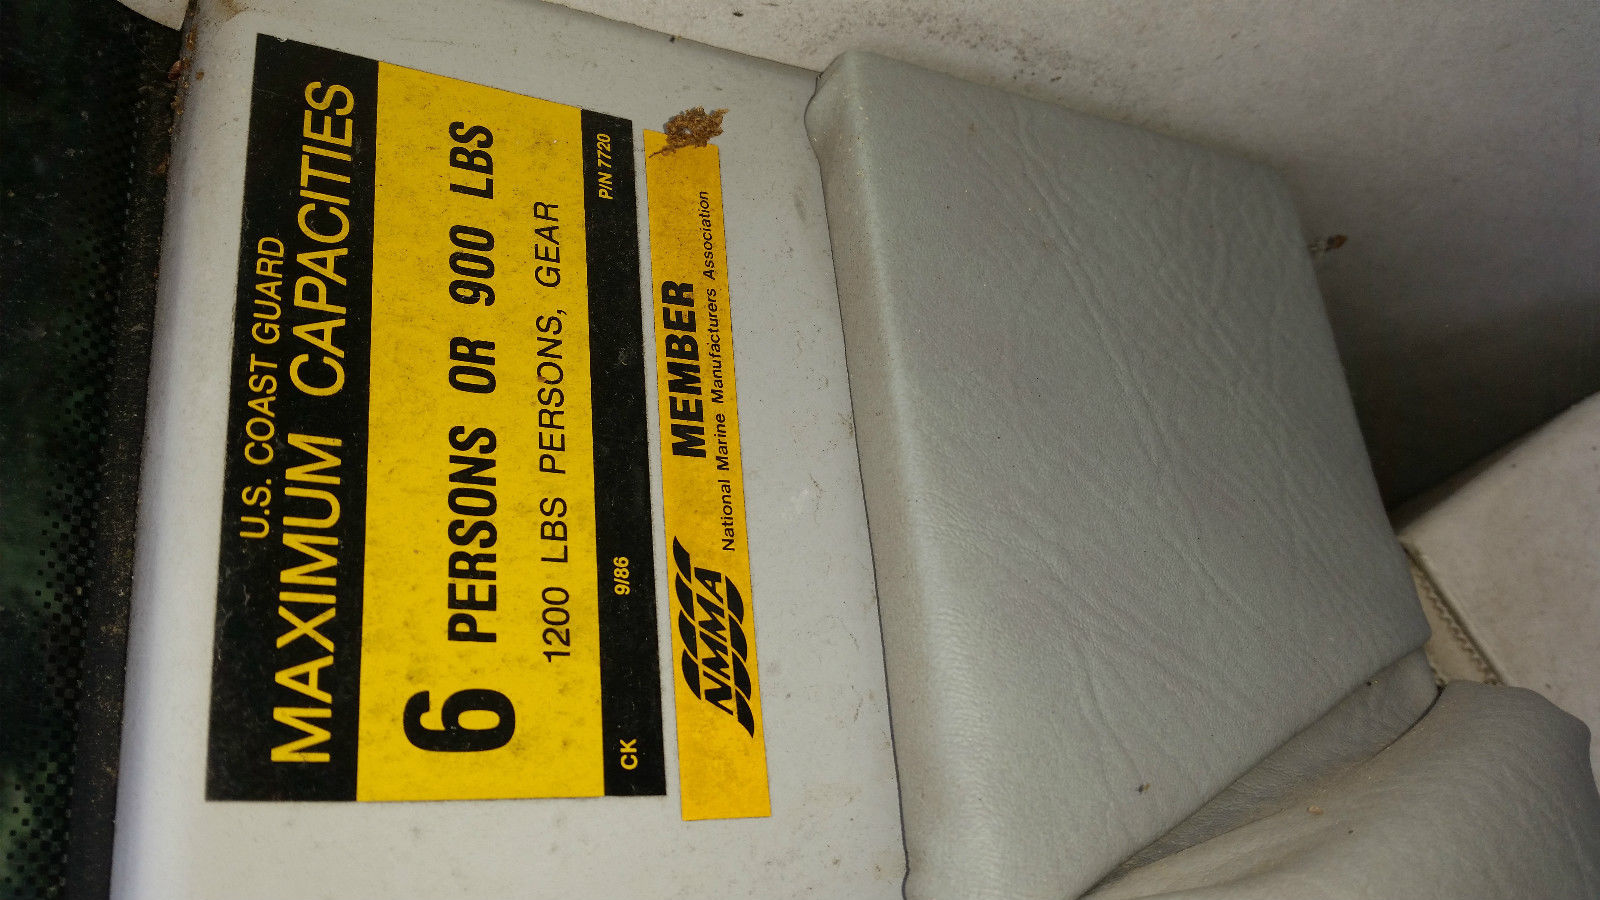 U.S. COAST GUARD
MAXIMUM CAPACITIES
6 PERSONS OR 900 LBS
1200 LBS PERSONS, GEAR
CK 9/86 P/N 7720
NMMA MEMBER
National Marine Manufacturers Association